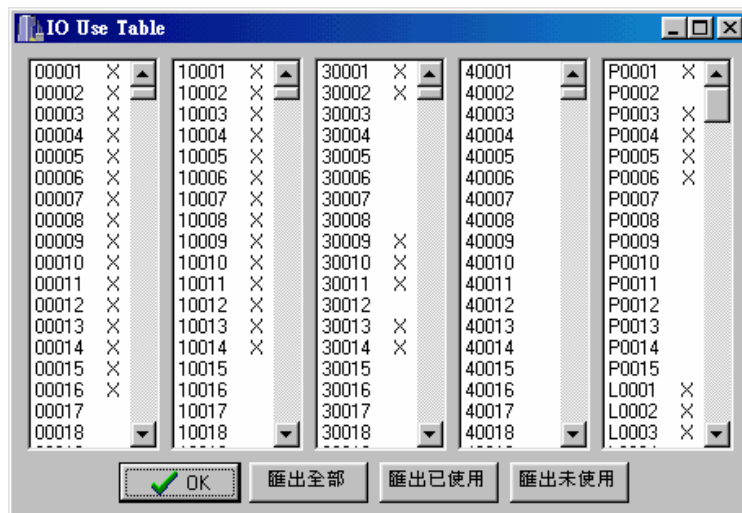 IO Use Table
00001 X 10001 X 30001 X 40001 P0001 X
00002 X 10002 X 30002 X 40002 P0002
00003 X 10003 X 30003 40003 P0003 X
00004 X 10004 X 30004 40004 P0004 X
00005 X 10005 X 30005 40005 P0005 X
00006 X 10006 X 30006 40006 P0006 X
00007 X 10007 X 30007 40007 P0007
00008 X 10008 X 30008 40008 P0008
00009 X 10009 X 30009 X 40009 P0009
00010 X 10010 X 30010 X 40010 P0010
00011 X 10011 X 30011 X 40011 P0011
00012 X 10012 X 30012 40012 P0012
00013 X 10013 X 30013 X 40013 P0013
00014 X 10014 X 30014 X 40014 P0014
00015 X 10015 30015 40015 P0015
00016 X 10016 30016 40016 L0001 X
00017 10017 30017 40017 L0002 X
00018 10018 30018 40018 L0003 X
OK 匯出全部 匯出已使用 匯出未使用